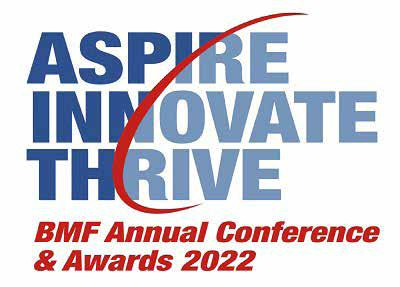 ASPIRE
INNOVATE
THRIVE
BMF Annual Conference
& Awards 2022